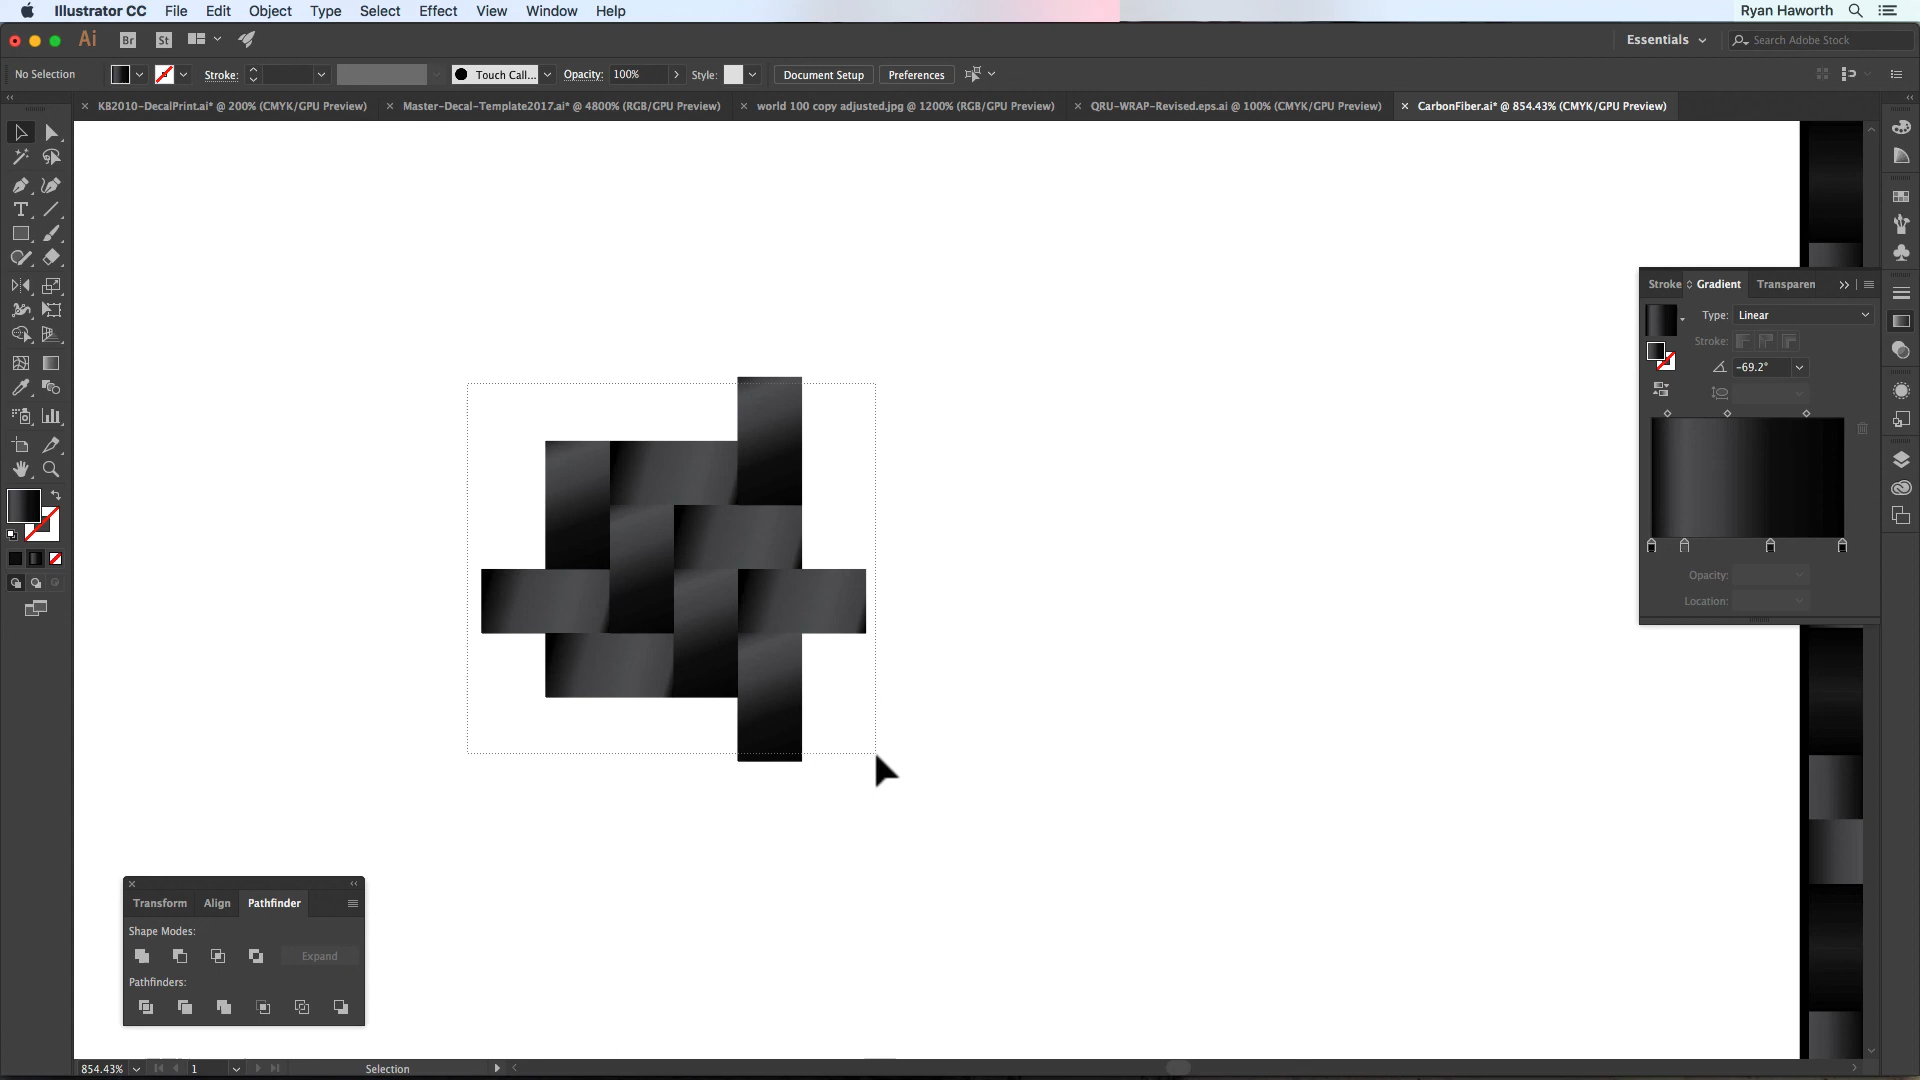 Illustrator CC File Edit Object Type Select Effect View Window Help Ryan Haworth
Ai Br St Essentials Search Adobe Stock
No Selection Stroke: Touch Call... Opacity: 100% Style: Document Setup Preferences
KB2010-DecalPrint.ai* @ 200% (CMYK/GPU Preview) Master-Decal-Template2017.ai* @ 4800% (RGB/GPU Preview) world 100 copy adjusted.jpg @ 1200% (RGB/GPU Preview) QRU-WRAP-Revised.eps.ai @ 100% (CMYK/GPU Preview) CarbonFiber.ai* @ 854.43% (CMYK/GPU Preview)
Stroke Gradient Transparen
Type: Linear
Stroke:
-69.2°
Opacity:
Location:
Transform Align Pathfinder
Shape Modes:
Expand
Pathfinders:
854.43% 1 Selection